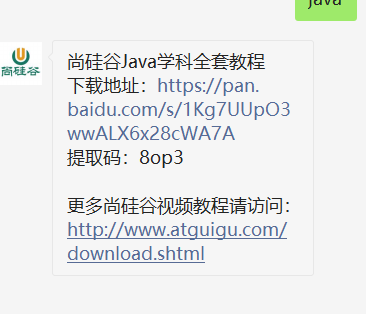 java
尚硅谷
尚硅谷Java学科全套教程
下载地址：https://pan.
baidu.com/s/1Kg7UUpO3
wwALX6x28cWA7A
提取码：8op3
更多尚硅谷视频教程请访问：
http://www.atguigu.com/
download.shtml